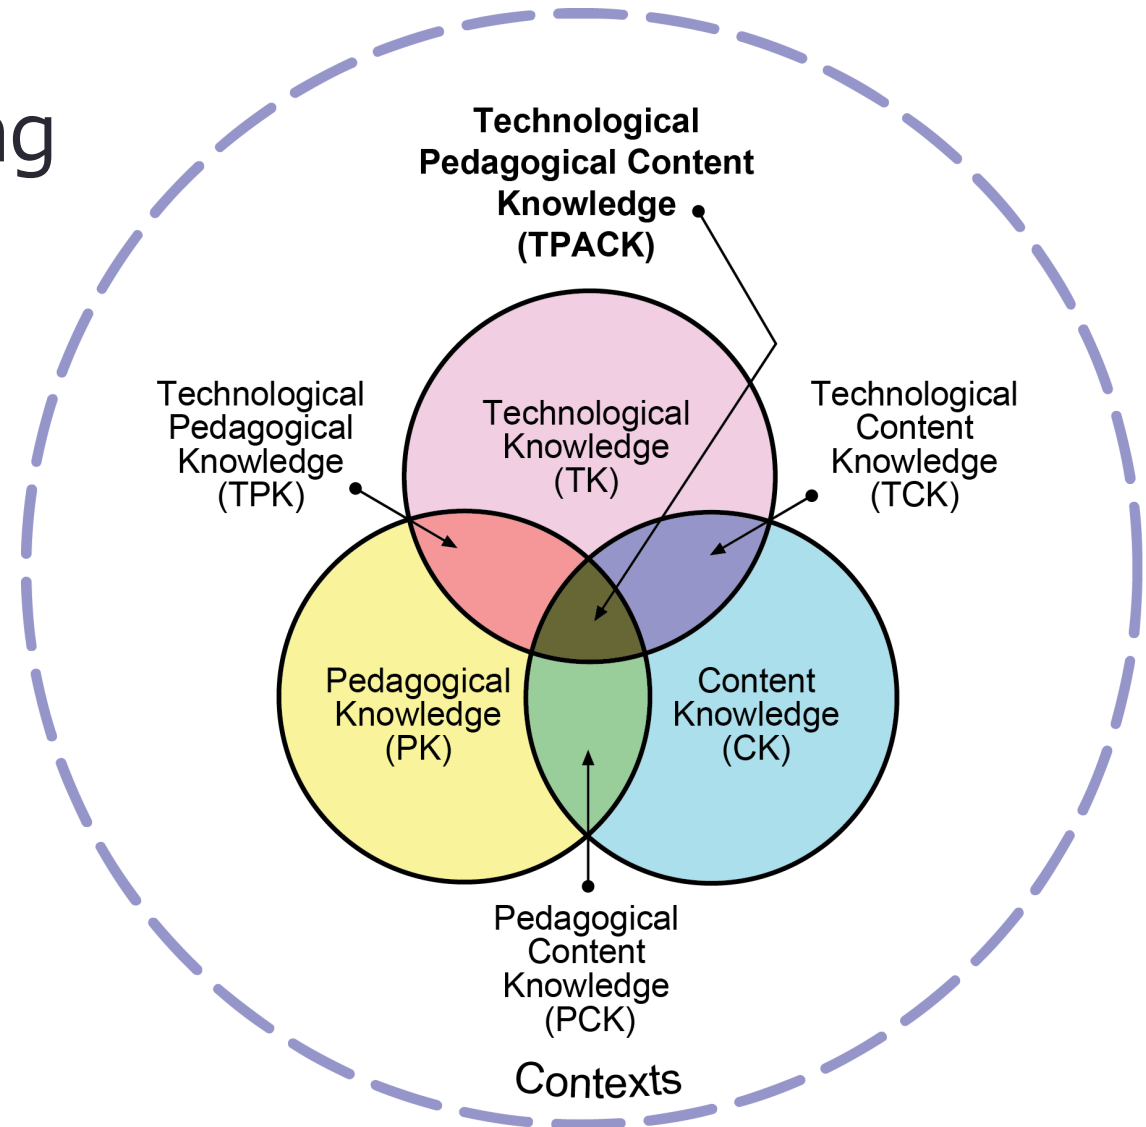 ng
Technological
Pedagogical Content
Knowledge
(TPACK)
Technological
Pedagogical
Knowledge
(TPK)
Technological
Knowledge
(TK)
Technological
Content
Knowledge
(TCK)
Pedagogical
Knowledge
(PK)
Content
Knowledge
(CK)
Pedagogical
Content
Knowledge
(PCK)
Contexts